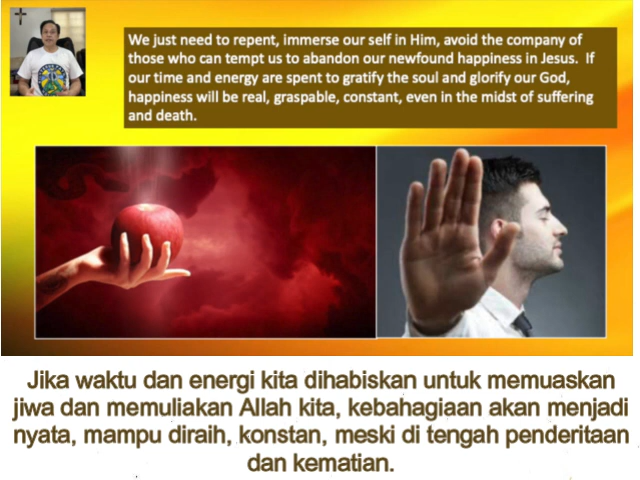 We just need to repent, immerse our self in Him, avoid the company of
those who can tempt us to abandon our newfound happiness in Jesus.  If
our time and energy are spent to gratify the soul and glorify our God,
happiness will be real, graspable, constant, even in the midst of suffering
and death.
Jika waktu dan energi kita dihabiskan untuk memuaskan
jiwa dan memuliakan Allah kita, kebahagiaan akan menjadi
nyata, mampu diraih, konstan, meski di tengah penderitaan
dan kematian.